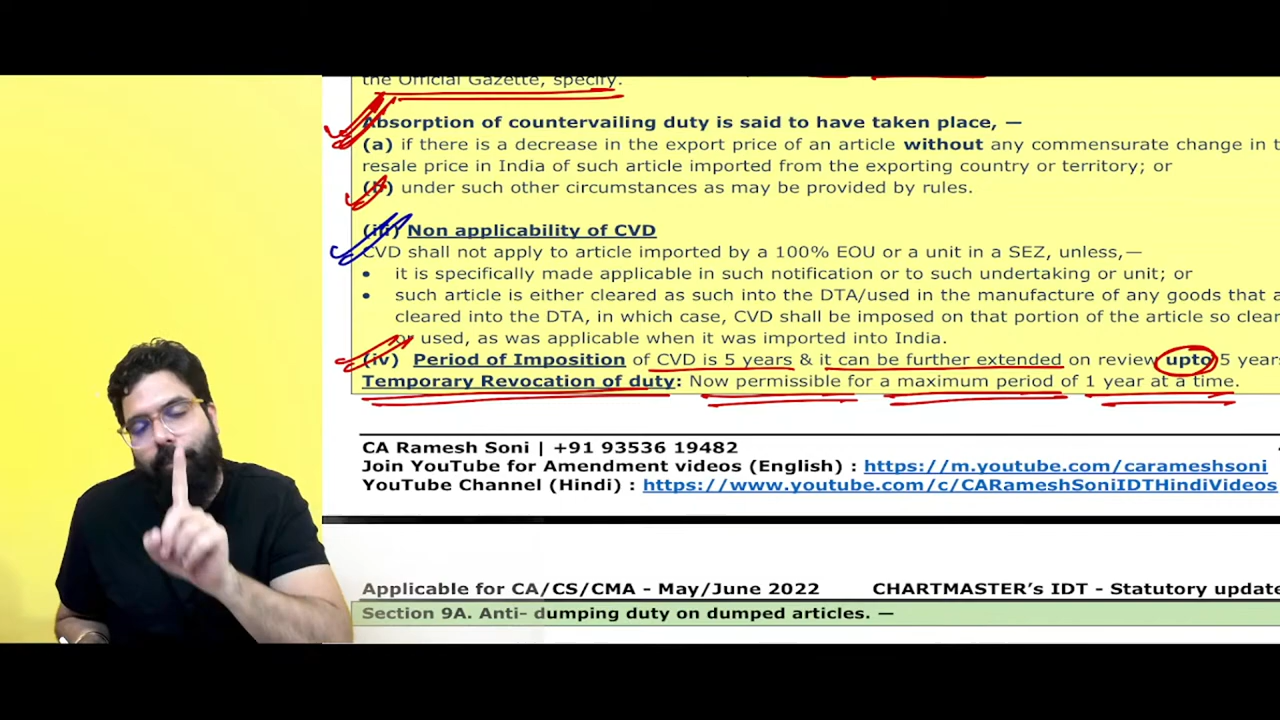 the Official Gazette, specify.
Absorption of countervailing duty is said to have taken place, —
(a) if there is a decrease in the export price of an article without any commensurate change in t
resale price in India of such article imported from the exporting country or territory; or
(b) under such other circumstances as may be provided by rules.
(iii) Non applicability of CVD
CVD shall not apply to article imported by a 100% EOU or a unit in a SEZ, unless,—
• it is specifically made applicable in such notification or to such undertaking or unit; or
• such article is either cleared as such into the DTA/used in the manufacture of any goods that a
cleared into the DTA, in which case, CVD shall be imposed on that portion of the article so clear
or used, as was applicable when it was imported into India.
(iv) Period of Imposition of CVD is 5 years & it can be further extended on review upto 5 year
Temporary Revocation of duty: Now permissible for a maximum period of 1 year at a time.
CA Ramesh Soni | +91 93536 19482
Join YouTube for Amendment videos (English) : https://m.youtube.com/carameshsoni
YouTube Channel (Hindi) : https://www.youtube.com/c/CARameshSoniIDTHindiVideos
Applicable for CA/CS/CMA - May/June 2022 CHARTMASTER's IDT - Statutory update
Section 9A. Anti- dumping duty on dumped articles. —